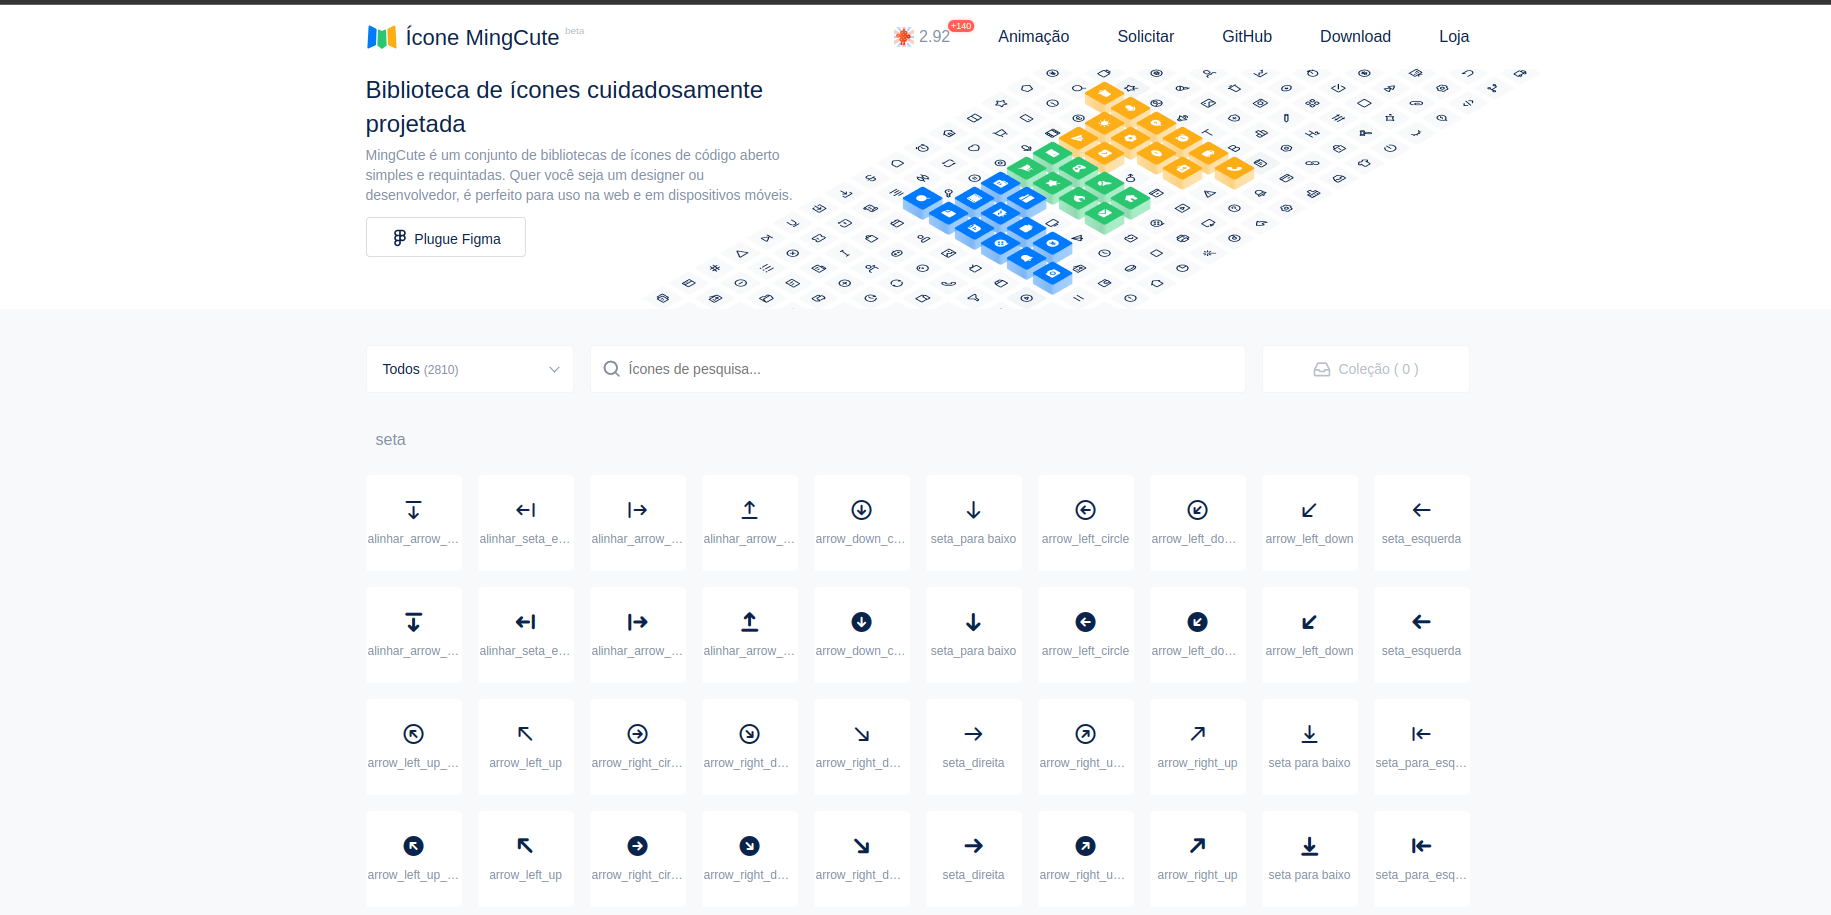 Ícone MingCute beta
2.92 +140 Animação Solicitar GitHub Download Loja
Biblioteca de ícones cuidadosamente
projetada
MingCute é um conjunto de bibliotecas de ícones de código aberto
simples e requintadas. Quer você seja um designer ou
desenvolvedor, é perfeito para uso na web e em dispositivos móveis.
Plugue Figma
Todos (2810)
Ícones de pesquisa...
Coleção ( 0 )
seta
alinhar_arrow_... alinhar_seta_e... alinhar_arrow_... alinhar_arrow_... arrow_down_c... seta_para baixo arrow_left_circle arrow_left_do... arrow_left_down seta_esquerda
alinhar_arrow_... alinhar_seta_e... alinhar_arrow_... alinhar_arrow_... arrow_down_c... seta_para baixo arrow_left_circle arrow_left_do... arrow_left_down seta_esquerda
arrow_left_up_... arrow_left_up arrow_right_cir... arrow_right_d... arrow_right_d... seta_direita arrow_right_u... arrow_right_up seta para baixo seta_para_esq...
arrow_left_up_... arrow_left_up arrow_right_cir... arrow_right_d... arrow_right_d... seta_direita arrow_right_u... arrow_right_up seta para baixo seta_para_esq...